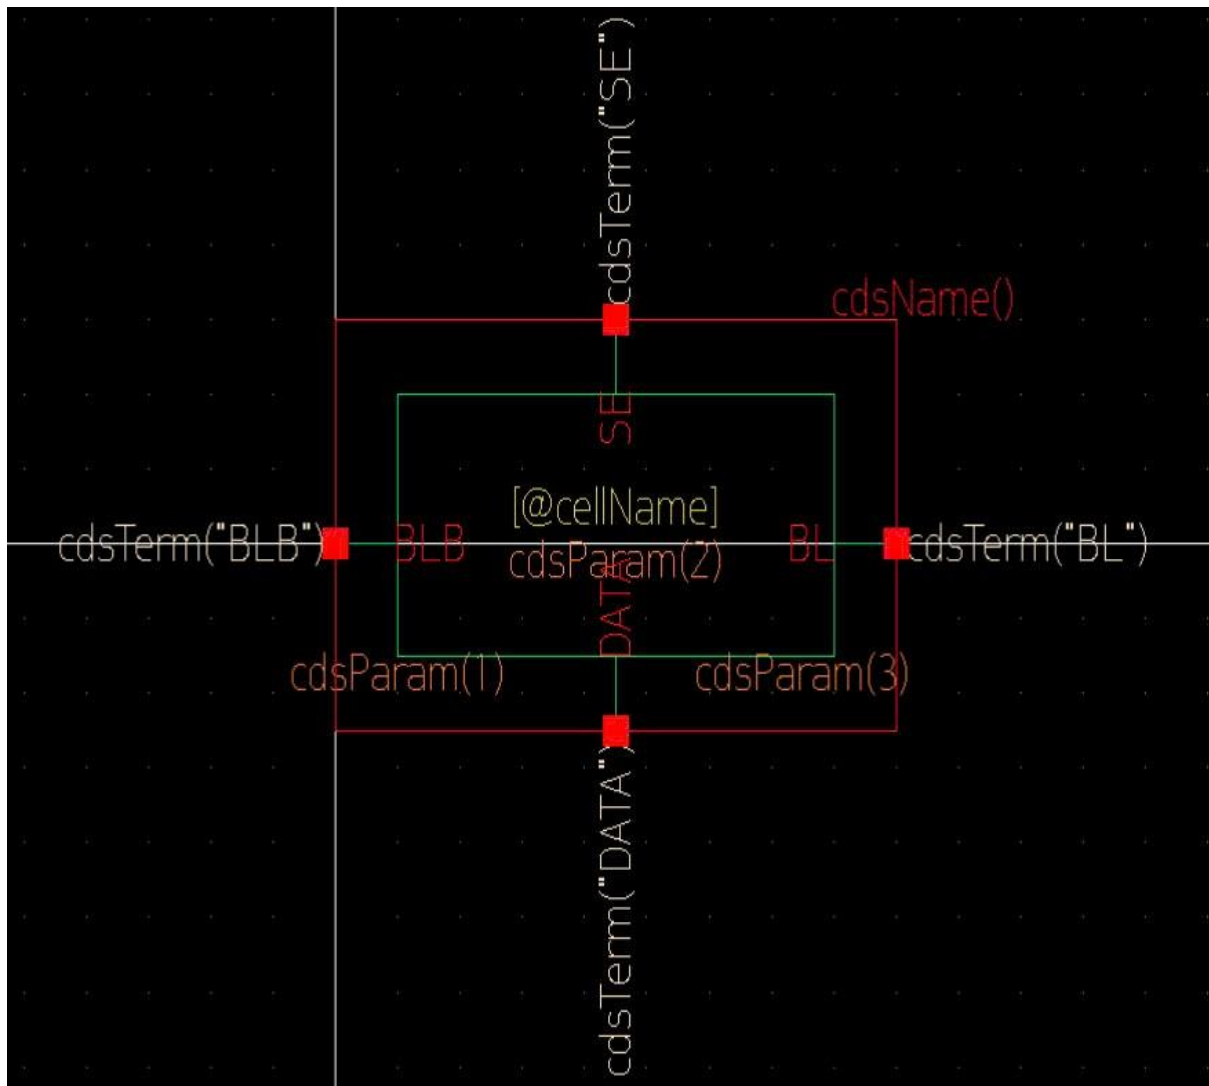 cdsTerm("SE")
cdsName()
SE
[@cellName]
cdsTerm("BLB")
BLB
cdsParam(2)
BL
cdsTerm("BL")
DATA
cdsParam(1)
cdsParam(3)
cdsTerm("DATA")